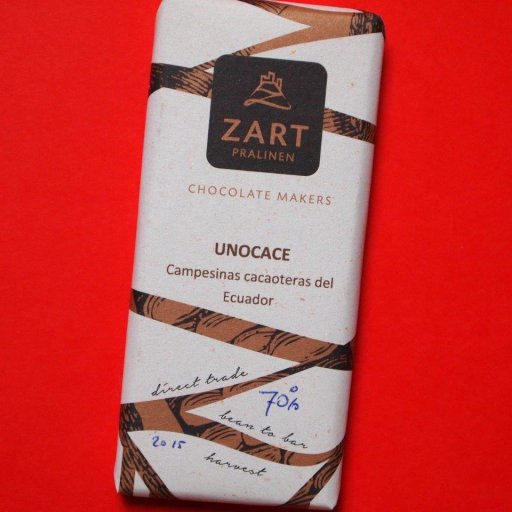 ZART
PRALINEN
CHOCOLATE MAKERS
UNOCACE
Campesinas cacaoteras del
Ecuador
direct trade
70%
bean to bar
2015
harvest